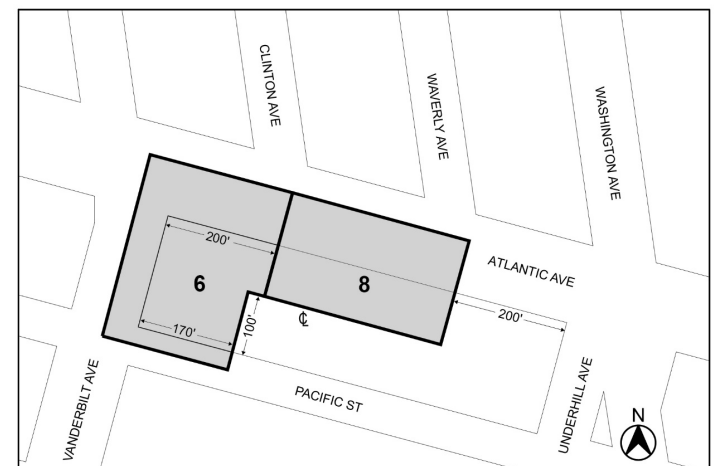 CLINTON AVE
WAVERLY AVE
WASHINGTON AVE
200'
6
8
ATLANTIC AVE
200'
170'
100'
℄
PACIFIC ST
VANDERBILT AVE
UNDERHILL AVE
N